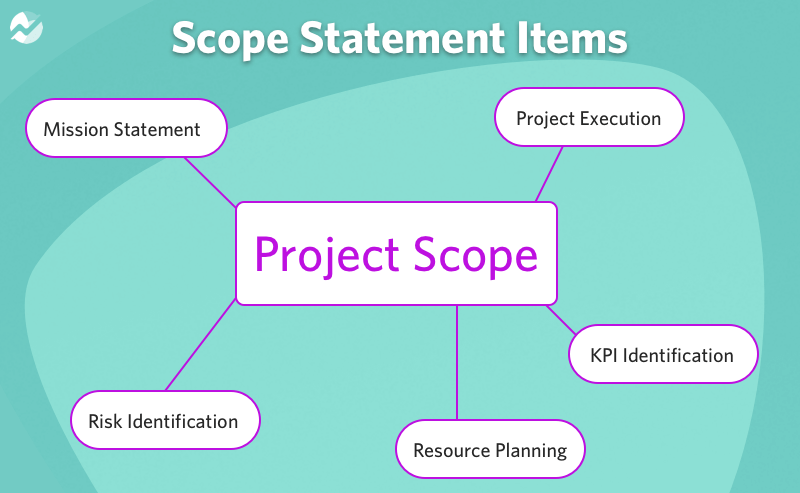 Scope Statement Items
Mission Statement
Project Execution
Project Scope
KPI Identification
Risk Identification
Resource Planning